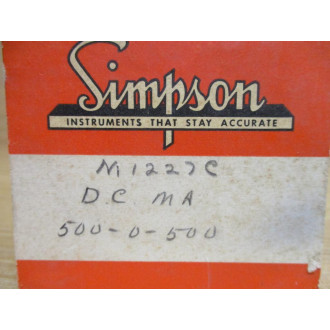 Simpson
INSTRUMENTS THAT STAY ACCURATE
M1227C
DC MA
500-0-500